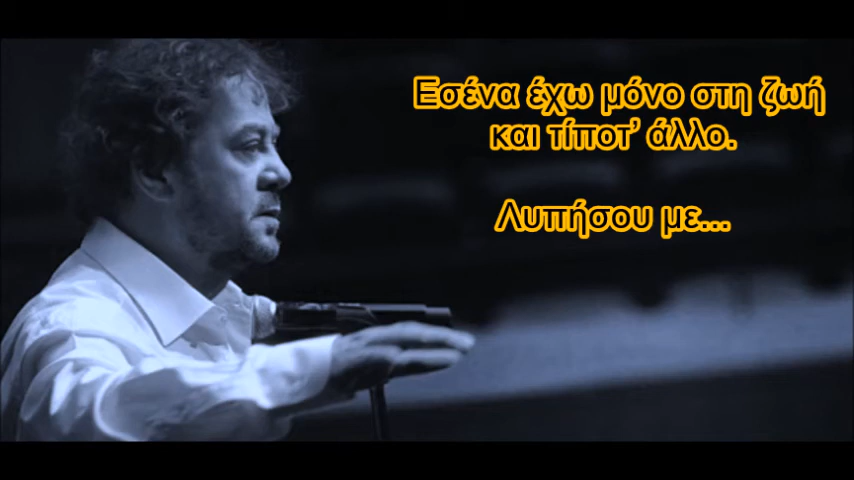 Εσένα έχω μόνο στη ζωή
και τίποτ' άλλο.
Λυπήσου με...